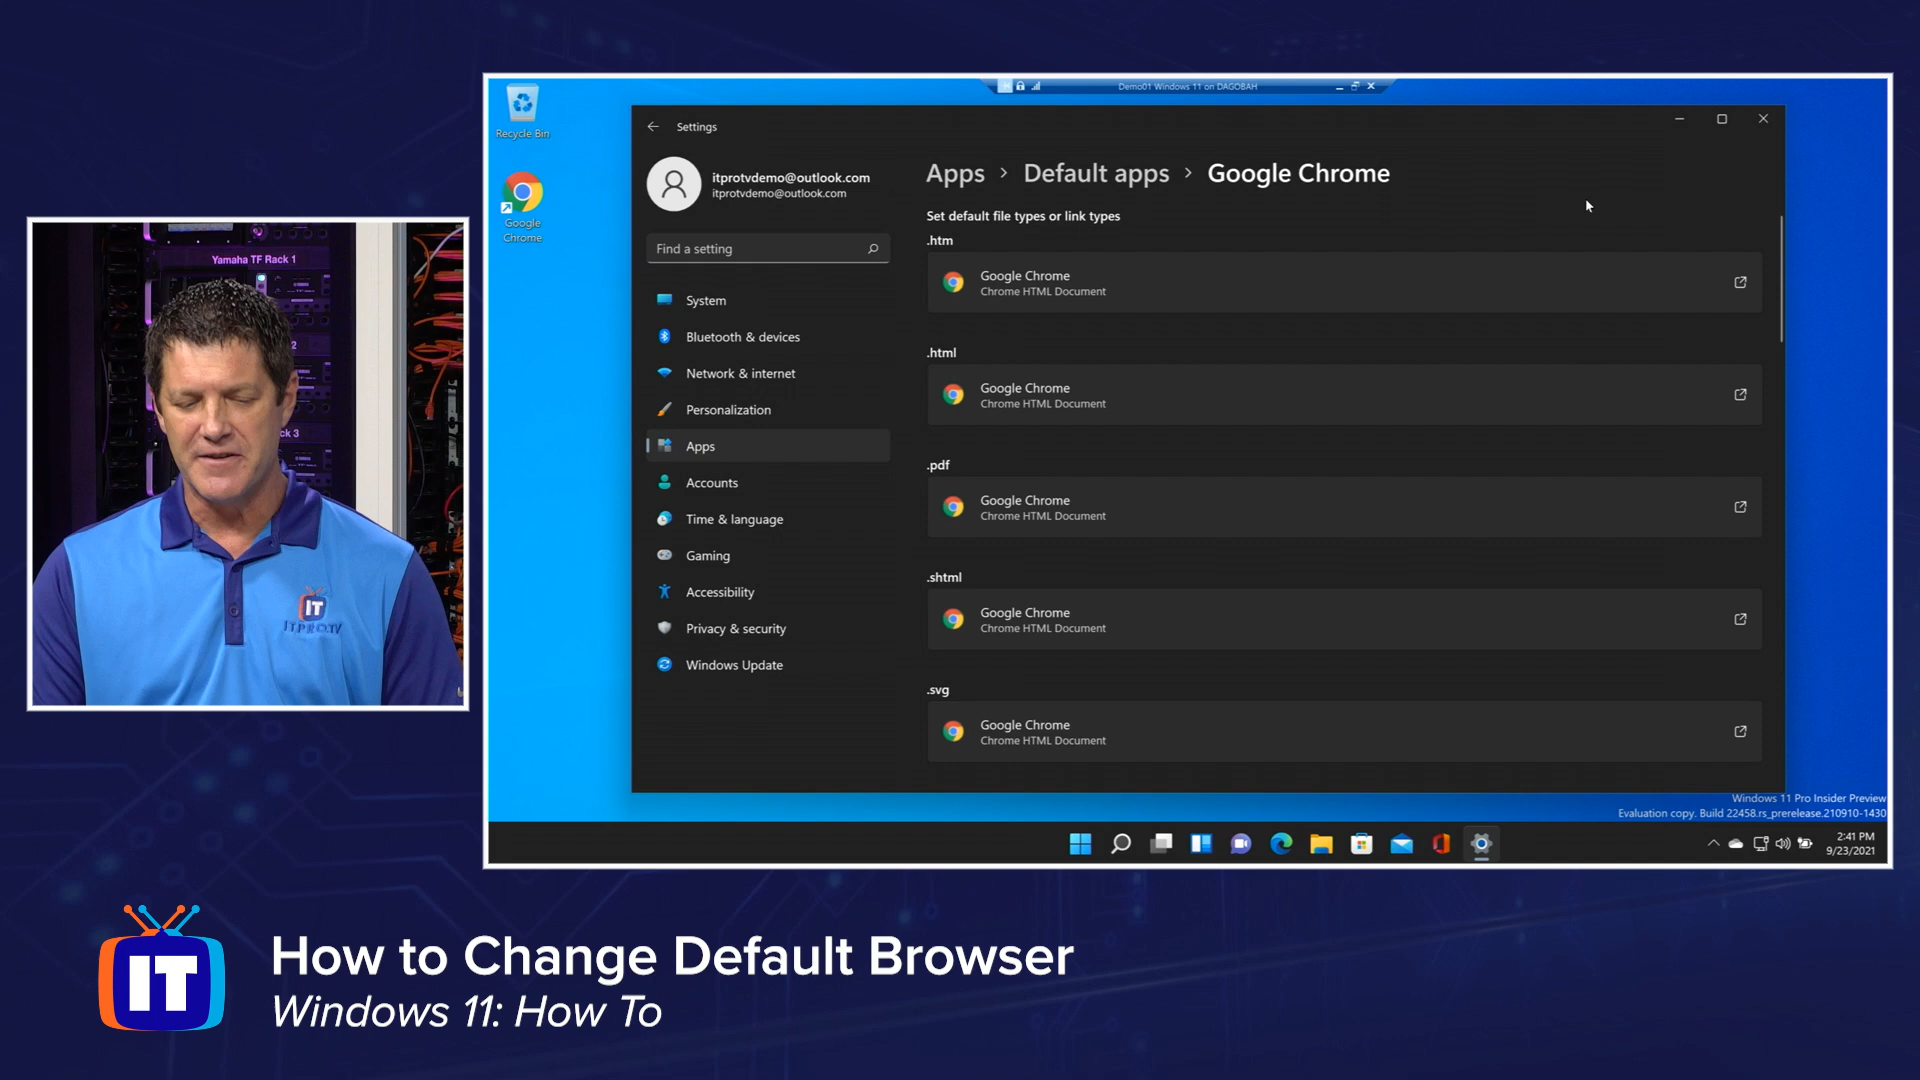 Recycle Bin
Google
Chrome
Demo01 Windows 11 on DAGOBAH
Settings
itprotvdemo@outlook.com
itprotvdemo@outlook.com
Find a setting
System
Bluetooth & devices
Network & internet
Personalization
Apps
Accounts
Time & language
Gaming
Accessibility
Privacy & security
Windows Update
Apps > Default apps > Google Chrome
Set default file types or link types
.htm
Google Chrome
Chrome HTML Document
.html
Google Chrome
Chrome HTML Document
.pdf
Google Chrome
Chrome HTML Document
.shtml
Google Chrome
Chrome HTML Document
.svg
Google Chrome
Chrome HTML Document
Windows 11 Pro Insider Preview
Evaluation copy. Build 22458.rs_prerelease.210910-1430
2:41 PM
9/23/2021
Yamaha TF Rack 1
2
ck 3
IT
ITPRO.TV
IT
How to Change Default Browser
Windows 11: How To